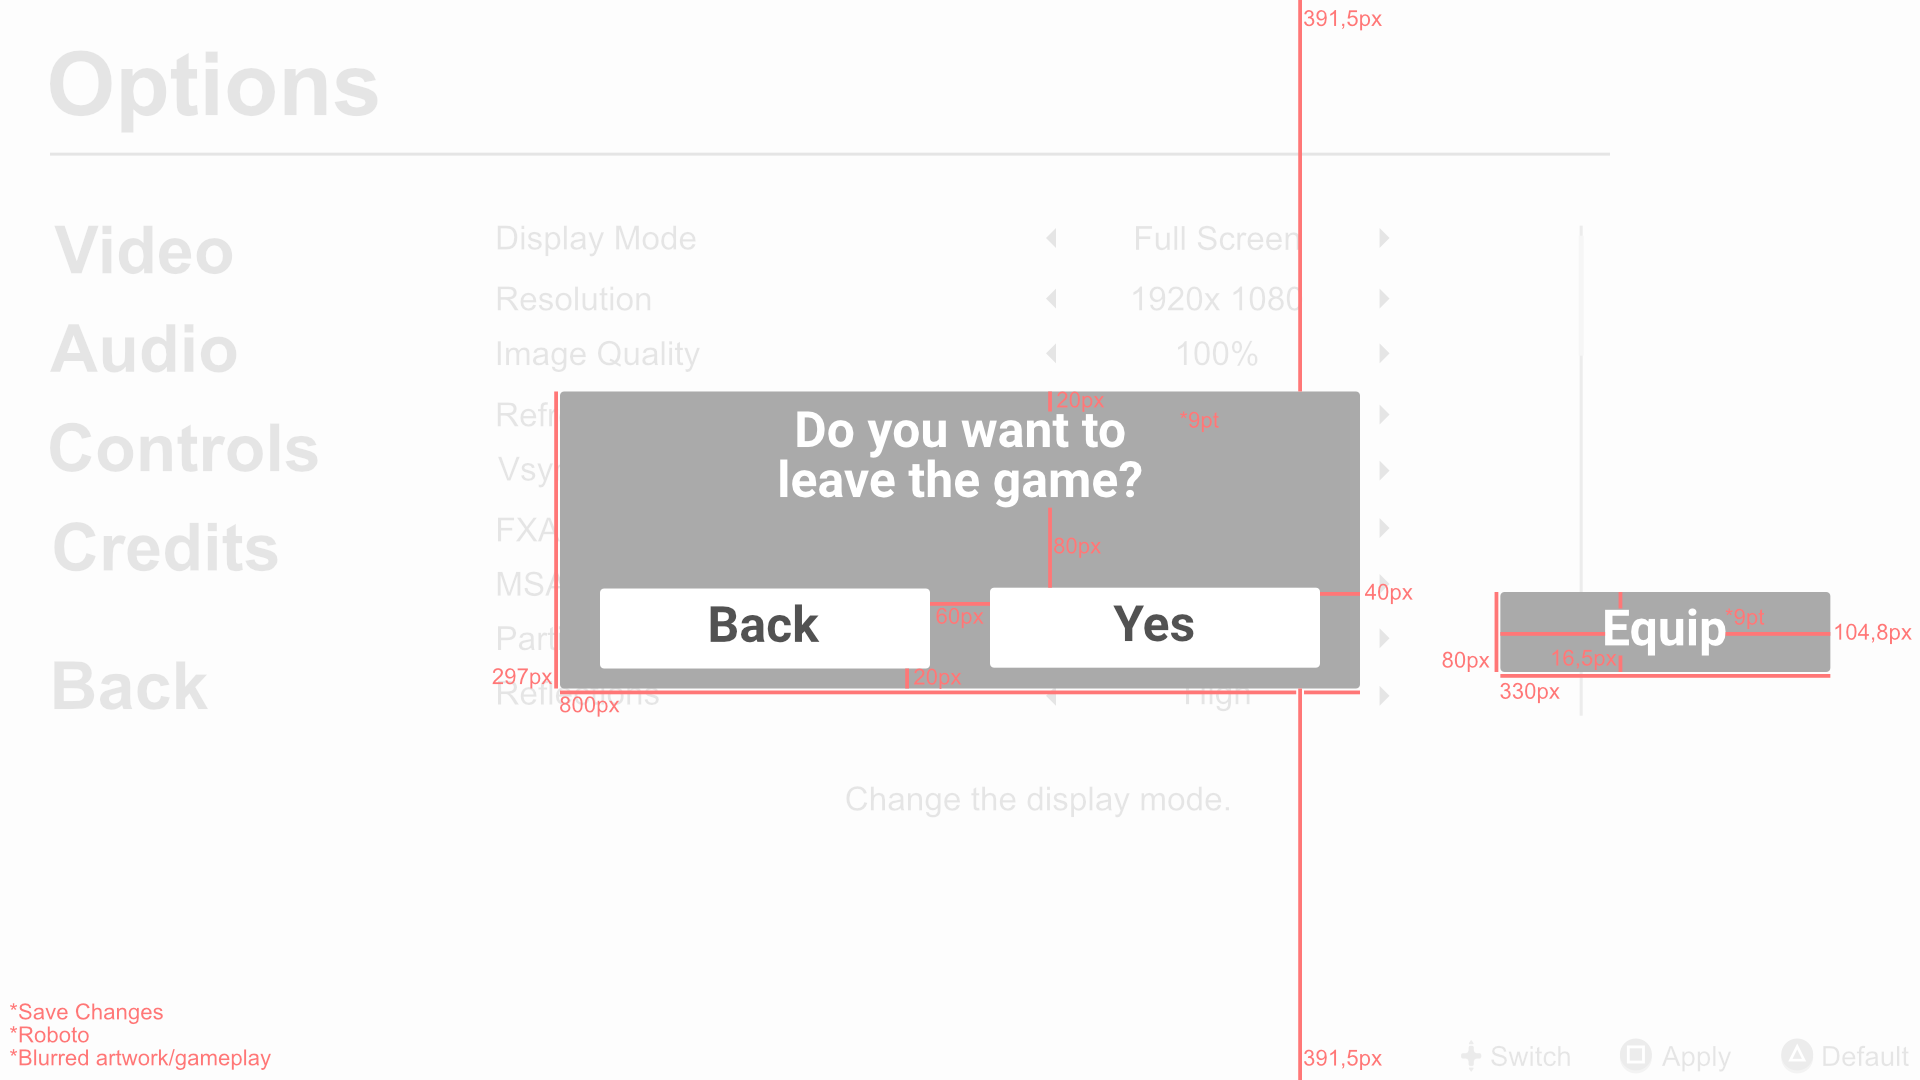 391,5px
Options
Video
Audio
Controls
Credits
Back
Display Mode
Full Screen
Resolution
1920x 1080
Image Quality
100%
Refr
Vsy
FXA
MSA
Part
Reflections
High
20px
*9pt
Do you want to
leave the game?
80px
Back
60px
Yes
40px
20px
297px
800px
Equip
*9pt
104,8px
80px
16,5px
330px
Change the display mode.
*Save Changes
*Roboto
*Blurred artwork/gameplay
391,5px
Switch
Apply
Default